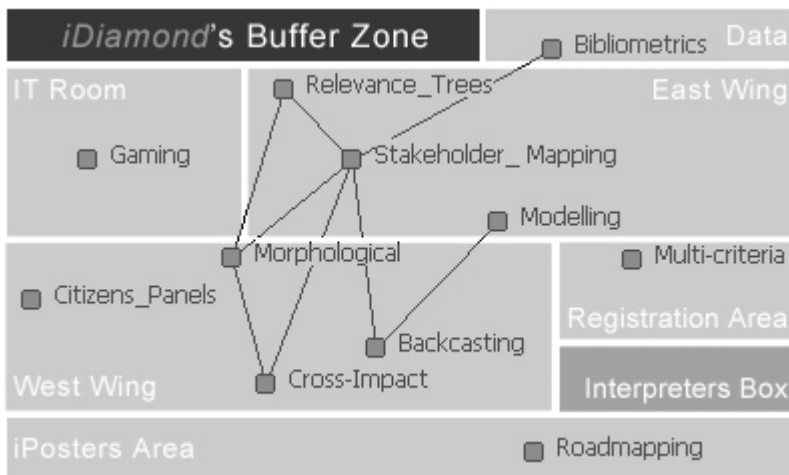 iDiamond's Buffer Zone
Bibliometrics
Data
IT Room
Relevance_Trees
East Wing
Gaming
Stakeholder_ Mapping
Modelling
Morphological
Multi-criteria
Citizens_Panels
Registration Area
Backcasting
West Wing
Cross-Impact
Interpreters Box
iPosters Area
Roadmapping